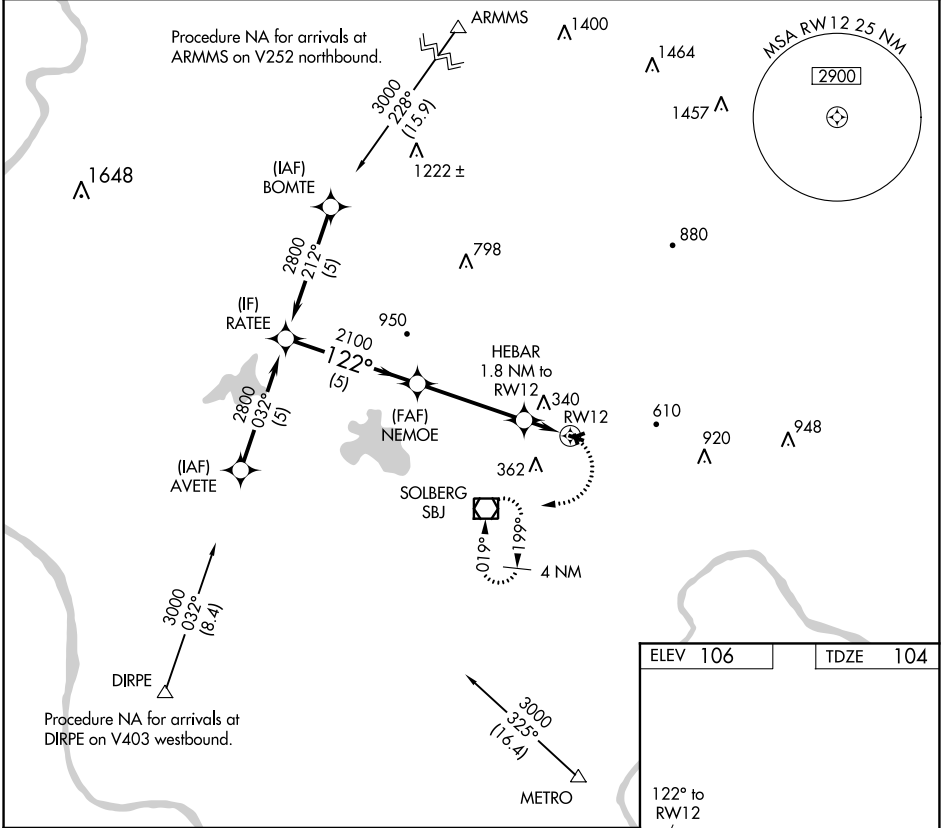 Procedure NA for arrivals at
ARMMS on V252 northbound.
ARMMS
1400
1464
1457
MSA RW12 25 NM
2900
3000
228°
(15.9)
1222 ±
1648
(IAF)
BOMTE
2800
212°
(5)
798
880
(IF)
RATEE
950
2100
122°
(5)
HEBAR
1.8 NM to
RW12
340
RW12
(FAF)
NEMOE
2800
032°
(5)
610
920
948
362
(IAF)
AVETE
SOLBERG
SBJ
019°
199°
4 NM
3000
032°
(8.4)
DIRPE
Procedure NA for arrivals at
DIRPE on V403 westbound.
3000
325°
(16.4)
METRO
ELEV 106
TDZE 104
122° to
RW12